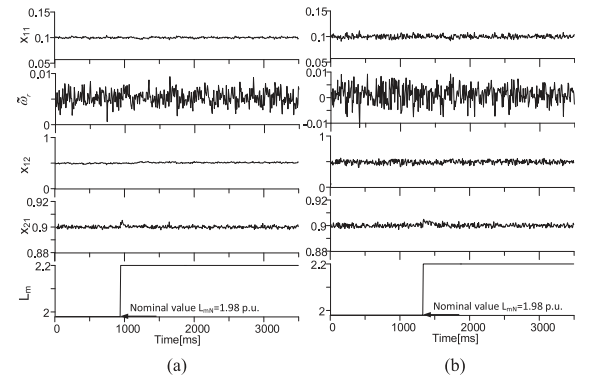 (a)
(b)
0.15
x₁₁ 0.1
0.05
0.01
ω̃ᵣ
0
1
x₁₂
0
0.92
x₂₁ 0.9
0.88
2.2
Lₘ
2
Nominal value LmN=1.98 p.u.
0 1000 2000 3000
Time[ms]
(a)
0.15
0.1
0.05
0.01
0
-0.01
1
0
0.92
0.9
0.88
2.2
2
Nominal value LmN=1.98 p.u.
0 1000 2000 3000
Time[ms]
(b)